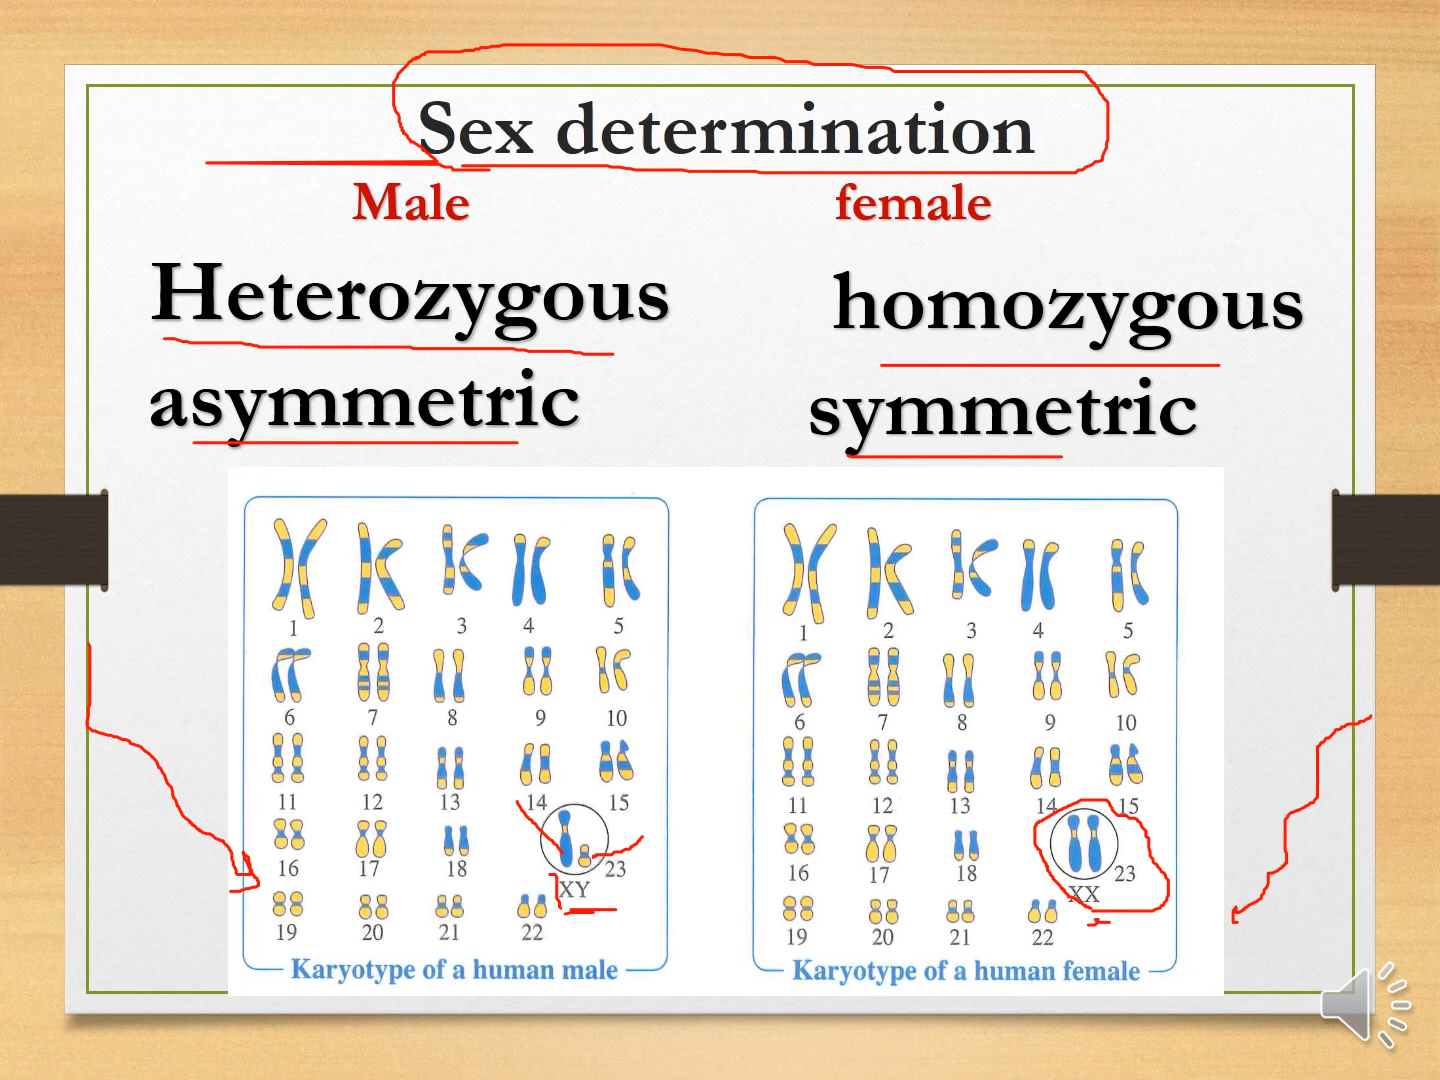 Sex determination
Male female
Heterozygous homozygous
asymmetric symmetric
1 2 3 4 5
6 7 8 9 10
11 12 13 14 15
16 17 18 23
XY
19 20 21 22
Karyotype of a human male
1 2 3 4 5
6 7 8 9 10
11 12 13 14 15
16 17 18 23
XX
19 20 21 22
Karyotype of a human female